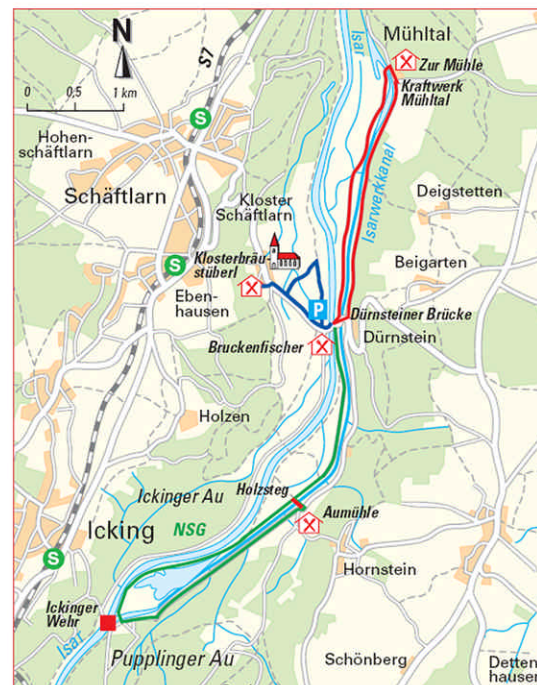 N
0 0,5 1 km
S7
Isar
Mühltal
Zur Mühle
Kraftwerk
Mühltal
S
Hohen-
schäftlarn
Schäftlarn
Kloster
Schäftlarn
Isarwerkkanal
Deigstetten
Klosterbräu-
stüberl
S
Eben-
hausen
P
Beigarten
Dürnsteiner Brücke
Dürnstein
Bruckenfischer
Holzen
Ickinger Au
Holzsteg
NSG
Aumühle
Icking
S
Hornstein
Ickinger
Wehr
Isar
Pupplinger Au
Schönberg
Detten
hausen